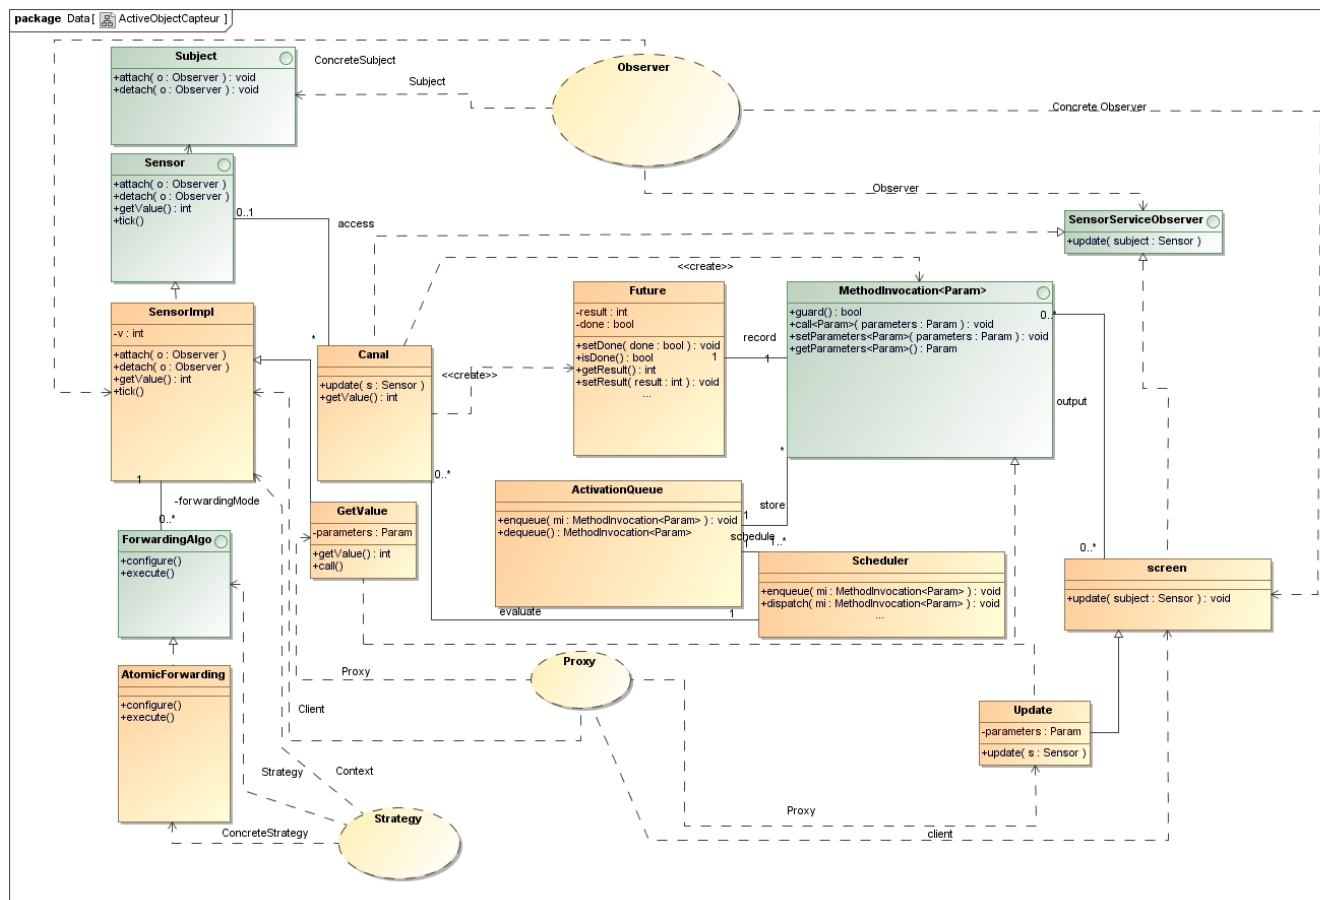 package Data [ ActiveObjectCapteur ]
Subject
+attach( o : Observer ) : void
+detach( o : Observer ) : void
ConcreteSubject
Subject
Observer
Concrete Observer
Observer
Sensor
+attach( o : Observer )
+detach( o : Observer )
+getValue() : int
+tick()
0..1
access
SensorServiceObserver
+update( subject : Sensor )
<<create>>
SensorImpl
-v : int
+attach( o : Observer )
+detach( o : Observer )
+getValue() : int
+tick()
*
Canal
+update( s : Sensor )
+getValue() : int
<<create>>
Future
-result : int
-done : bool
+setDone( done : bool ) : void
+isDone() : bool
+getResult() : int
+setResult( result : int ) : void
...
record
1
1
MethodInvocation<Param>
+guard() : bool
+call<Param>( parameters : Param ) : void
+setParameters<Param>( parameters : Param ) : void
+getParameters<Param>() : Param
0..*
output
0..*
1
-forwardingMode
0..*
0..*
*
store
1
ForwardingAlgo
+configure()
+execute()
GetValue
-parameters : Param
+getValue() : int
+call()
ActivationQueue
+enqueue( mi : MethodInvocation<Param> ) : void
+dequeue() : MethodInvocation<Param>
schedule
1
1..*
Scheduler
+enqueue( mi : MethodInvocation<Param> ) : void
+dispatch( mi : MethodInvocation<Param> ) : void
...
evaluate
1
screen
+update( subject : Sensor ) : void
AtomicForwarding
+configure()
+execute()
Proxy
Proxy
Client
Update
-parameters : Param
+update( s : Sensor )
Strategy
Context
Proxy
client
ConcreteStrategy
Strategy